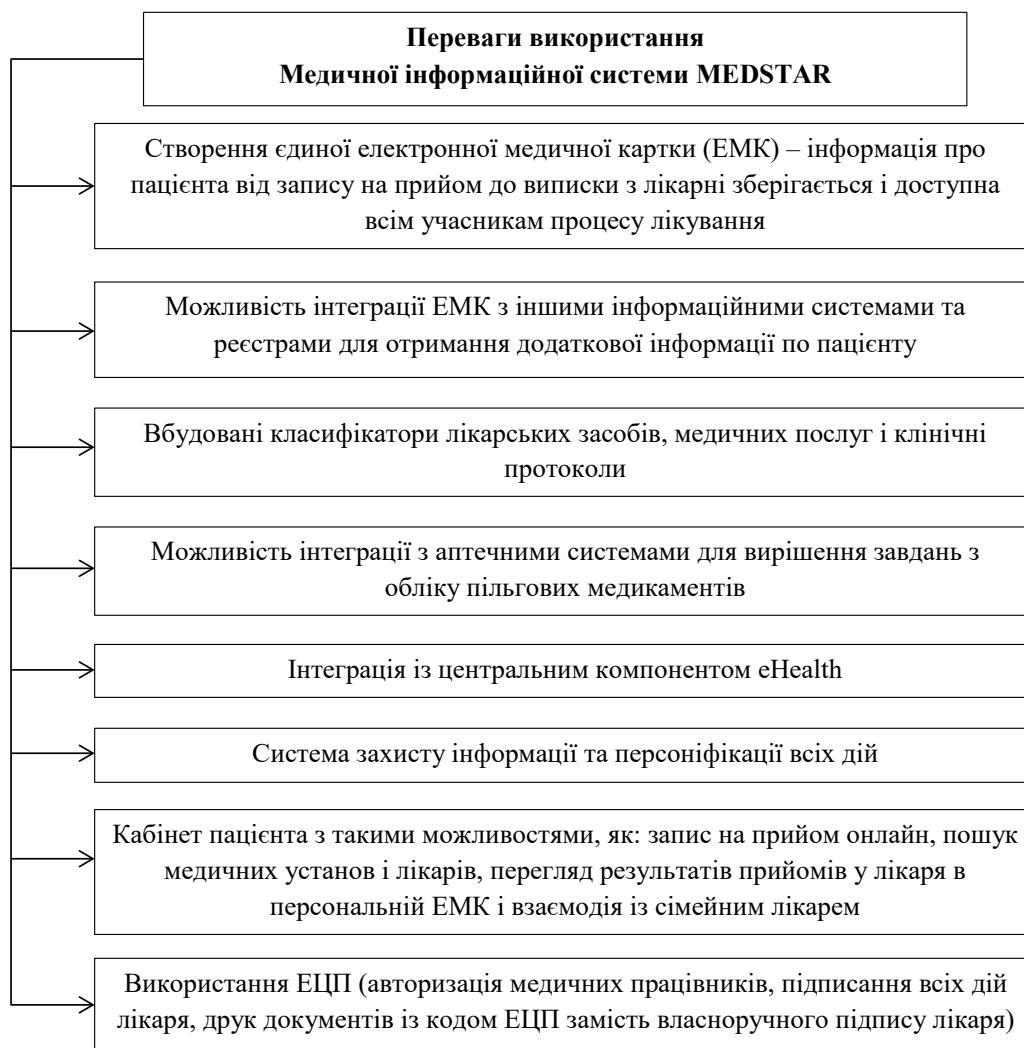 Переваги використання
Медичної інформаційної системи MEDSTAR
Створення єдиної електронної медичної картки (ЕМК) – інформація про
пацієнта від запису на прийом до виписки з лікарні зберігається і доступна
всім учасникам процесу лікування
Можливість інтеграції ЕМК з іншими інформаційними системами та
реєстрами для отримання додаткової інформації по пацієнту
Вбудовані класифікатори лікарських засобів, медичних послуг і клінічні
протоколи
Можливість інтеграції з аптечними системами для вирішення завдань з
обліку пільгових медикаментів
Інтеграція із центральним компонентом eHealth
Система захисту інформації та персоніфікації всіх дій
Кабінет пацієнта з такими можливостями, як: запис на прийом онлайн, пошук
медичних установ і лікарів, перегляд результатів прийомів у лікаря в
персональній ЕМК і взаємодія із сімейним лікарем
Використання ЕЦП (авторизація медичних працівників, підписання всіх дій
лікаря, друк документів із кодом ЕЦП замість власноручного підпису лікаря)